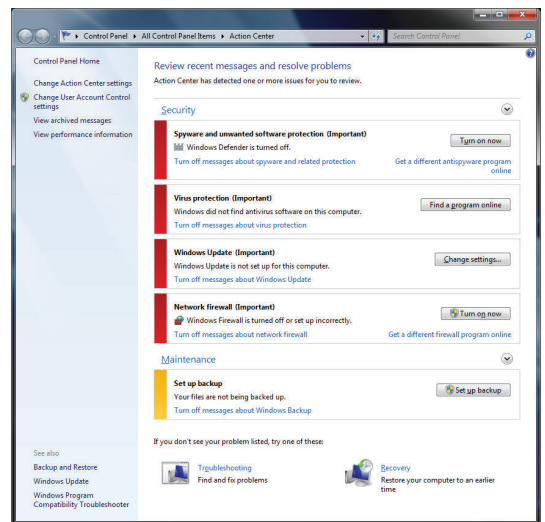 Control Panel ▸ All Control Panel Items ▸ Action Center
Search Control Panel
Control Panel Home
Change Action Center settings
Change User Account Control
settings
View archived messages
View performance information
Review recent messages and resolve problems
Action Center has detected one or more issues for you to review.
Security
Spyware and unwanted software protection (Important)
Windows Defender is turned off.
Turn off messages about spyware and related protection
Turn on now
Get a different antispyware program
online
Virus protection (Important)
Windows did not find antivirus software on this computer.
Turn off messages about virus protection
Find a program online
Windows Update (Important)
Windows Update is not set up for this computer.
Turn off messages about Windows Update
Change settings...
Network firewall (Important)
Windows Firewall is turned off or set up incorrectly.
Turn off messages about network firewall
Turn on now
Get a different firewall program online
Maintenance
Set up backup
Your files are not being backed up.
Turn off messages about Windows Backup
Set up backup
If you don't see your problem listed, try one of these:
Troubleshooting
Find and fix problems
Recovery
Restore your computer to an earlier
time
See also
Backup and Restore
Windows Update
Windows Program
Compatibility Troubleshooter